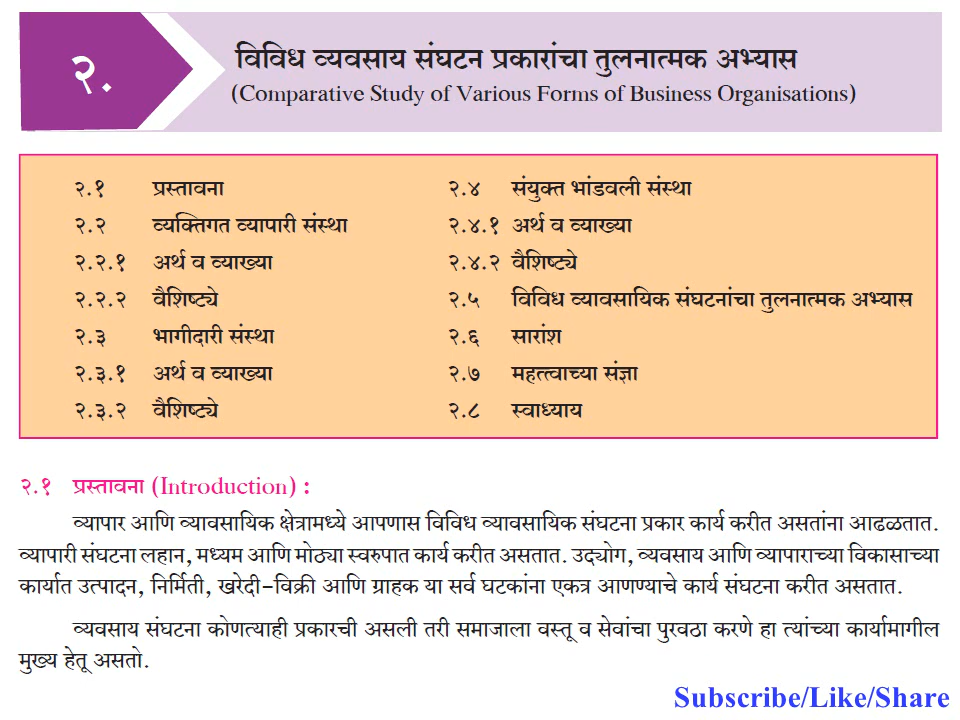 २.
विविध व्यवसाय संघटन प्रकारांचा तुलनात्मक अभ्यास
(Comparative Study of Various Forms of Business Organisations)
२.१ प्रस्तावना
२.२ व्यक्तिगत व्यापारी संस्था
२.२.१ अर्थ व व्याख्या
२.२.२ वैशिष्ट्ये
२.३ भागीदारी संस्था
२.३.१ अर्थ व व्याख्या
२.३.२ वैशिष्ट्ये
२.४ संयुक्त भांडवली संस्था
२.४.१ अर्थ व व्याख्या
२.४.२ वैशिष्ट्ये
२.५ विविध व्यावसायिक संघटनांचा तुलनात्मक अभ्यास
२.६ सारांश
२.७ महत्त्वाच्या संज्ञा
२.८ स्वाध्याय
२.१ प्रस्तावना (Introduction) :
व्यापार आणि व्यावसायिक क्षेत्रामध्ये आपणास विविध व्यावसायिक संघटना प्रकार कार्य करीत असतांना आढळतात.
व्यापारी संघटना लहान, मध्यम आणि मोठ्या स्वरुपात कार्य करीत असतात. उद्योग, व्यवसाय आणि व्यापाराच्या विकासाच्या
कार्यात उत्पादन, निर्मिती, खरेदी-विक्री आणि ग्राहक या सर्व घटकांना एकत्र आणण्याचे कार्य संघटना करीत असतात.
व्यवसाय संघटना कोणत्याही प्रकारची असली तरी समाजाला वस्तू व सेवांचा पुरवठा करणे हा त्यांच्या कार्यामागील
मुख्य हेतू असतो.
Subscribe/Like/Share